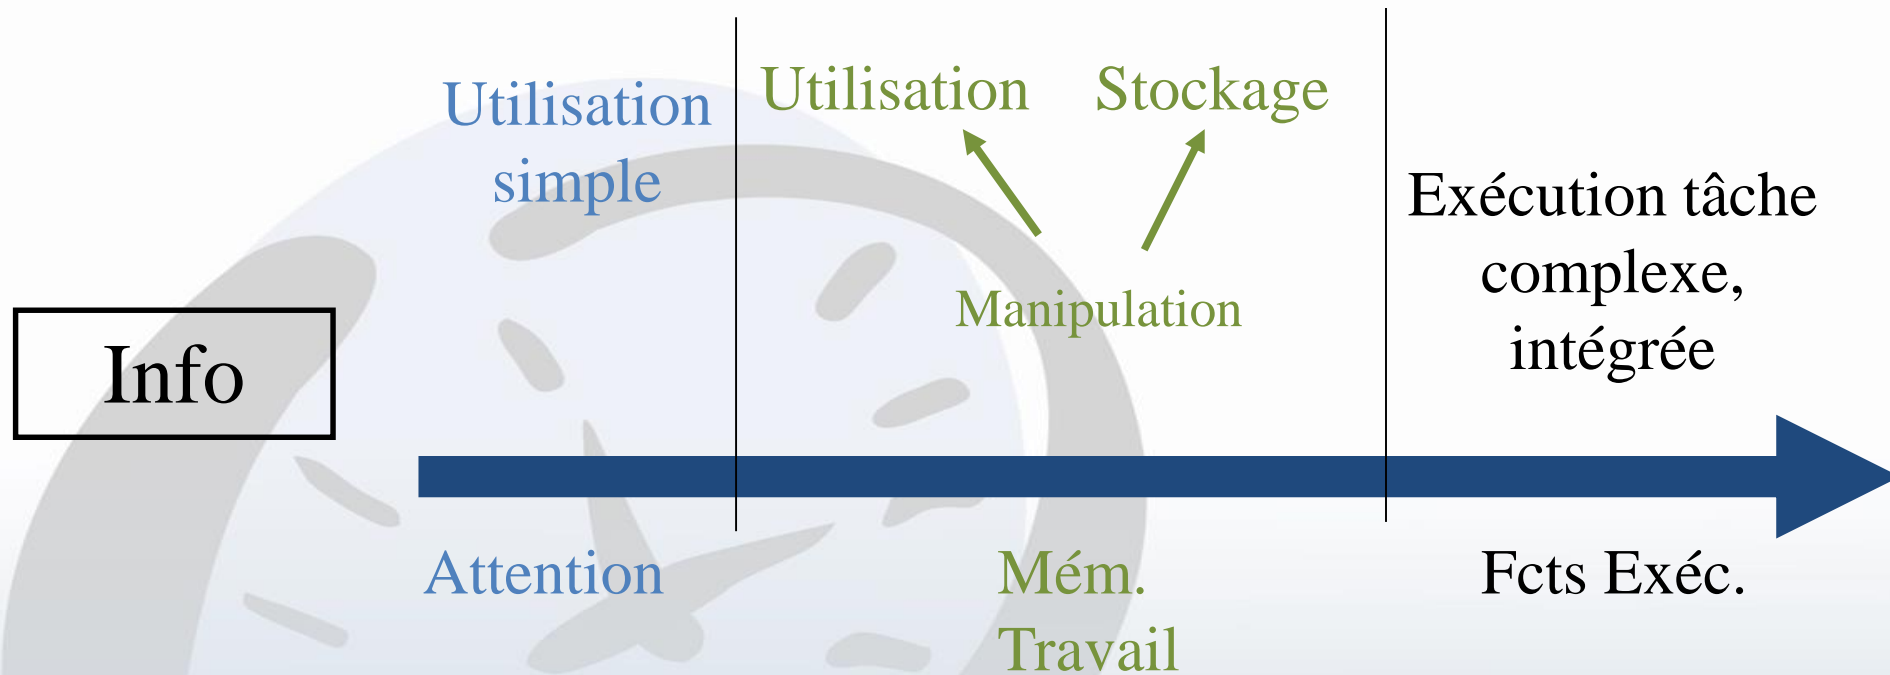 Info
Utilisation
simple
Attention
Utilisation
Stockage
Manipulation
Mém.
Travail
Exécution tâche
complexe,
intégrée
Fcts Exéc.